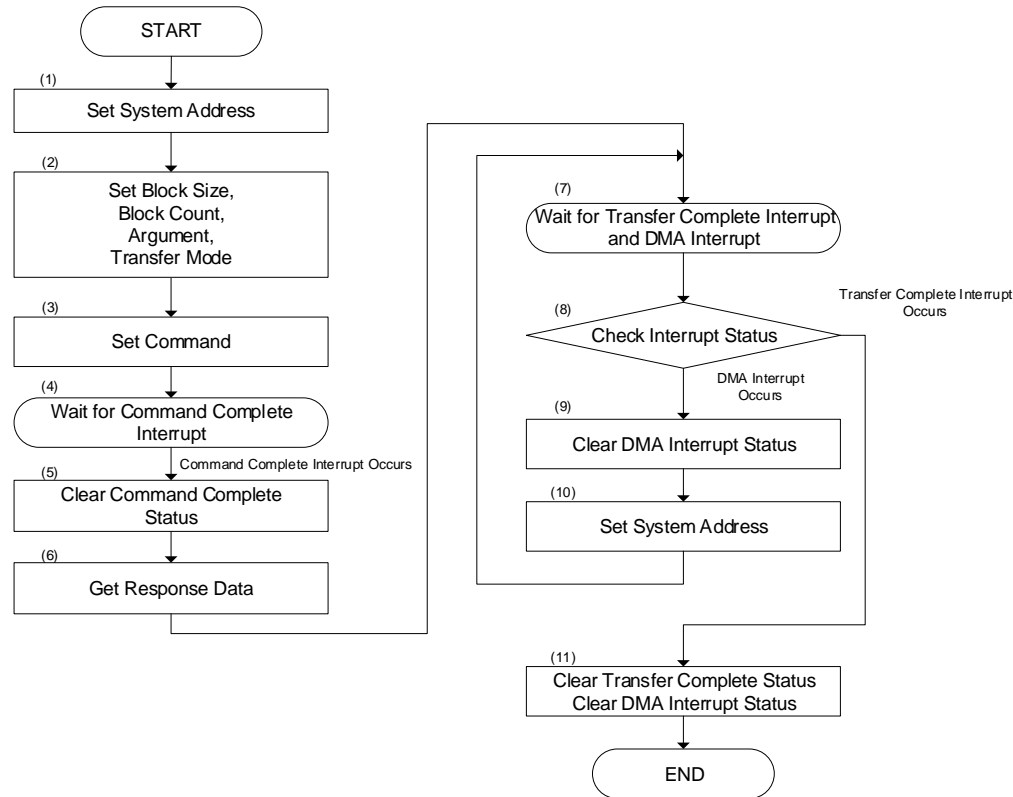 START
(1)
Set System Address
(2)
Set Block Size,
Block Count,
Argument,
Transfer Mode
(3)
Set Command
(4)
Wait for Command Complete
Interrupt
Command Complete Interrupt Occurs
(5)
Clear Command Complete
Status
(6)
Get Response Data
(7)
Wait for Transfer Complete Interrupt
and DMA Interrupt
(8)
Check Interrupt Status
Transfer Complete Interrupt
Occurs
DMA Interrupt
Occurs
(9)
Clear DMA Interrupt Status
(10)
Set System Address
(11)
Clear Transfer Complete Status
Clear DMA Interrupt Status
END